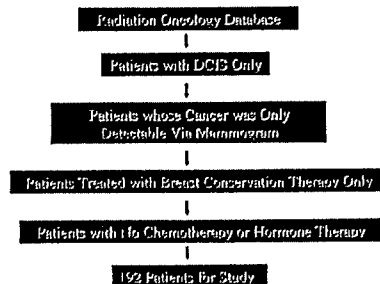 Radiation Oncology Database
Patients with DCIS Only
Patients whose Cancer was Only
Detectable Via Mammogram
Patients Treated with Breast Conservation Therapy Only
Patients with No Chemotherapy or Hormone Therapy
192 Patients for Study